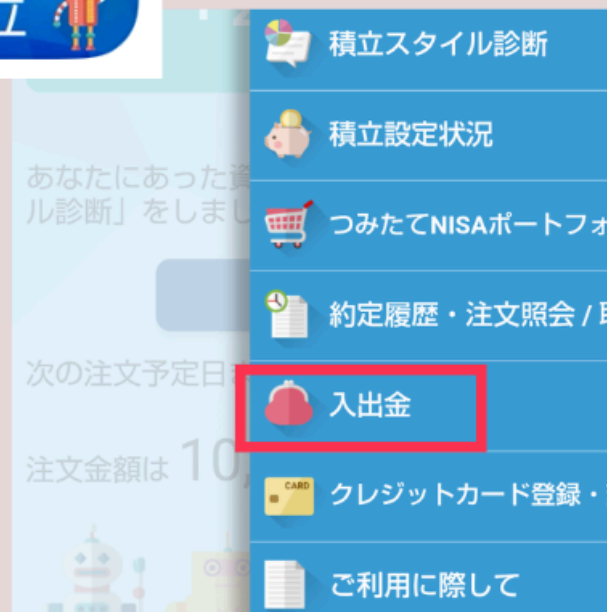 立
積立スタイル診断
積立設定状況
あなたにあった資
ル診断」をしまし
つみたてNISAポートフォ
約定履歴・注文照会 /
次の注文予定日
入出金
注文金額は 10,
CARD
クレジットカード登録・
ご利用に際して